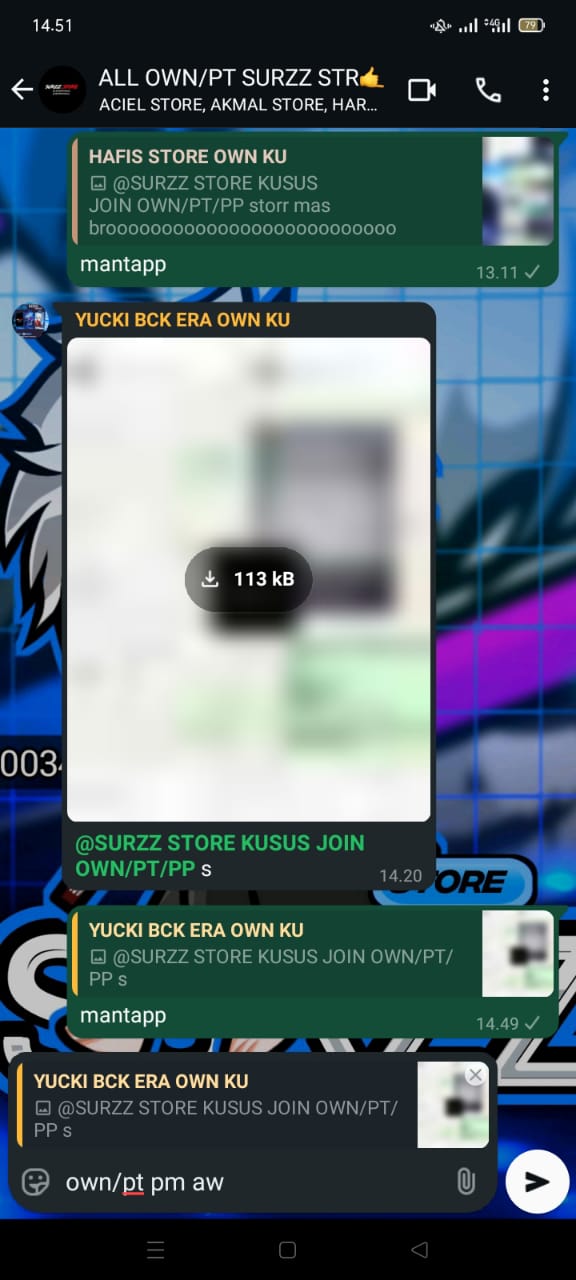 14.51
4G
79
ALL OWN/PT SURZZ STR🤙
ACIEL STORE, AKMAL STORE, HAR...
HAFIS STORE OWN KU
@SURZZ STORE KUSUS
JOIN OWN/PT/PP storr mas
brooooooooooooooooooooooooooo
mantapp
13.11
YUCKI BCK ERA OWN KU
113 kB
003
@SURZZ STORE KUSUS JOIN
OWN/PT/PP s
14.20
STORE
YUCKI BCK ERA OWN KU
@SURZZ STORE KUSUS JOIN OWN/PT/
PP s
mantapp
14.49
YUCKI BCK ERA OWN KU
@SURZZ STORE KUSUS JOIN OWN/PT/
PP s
own/pt pm aw